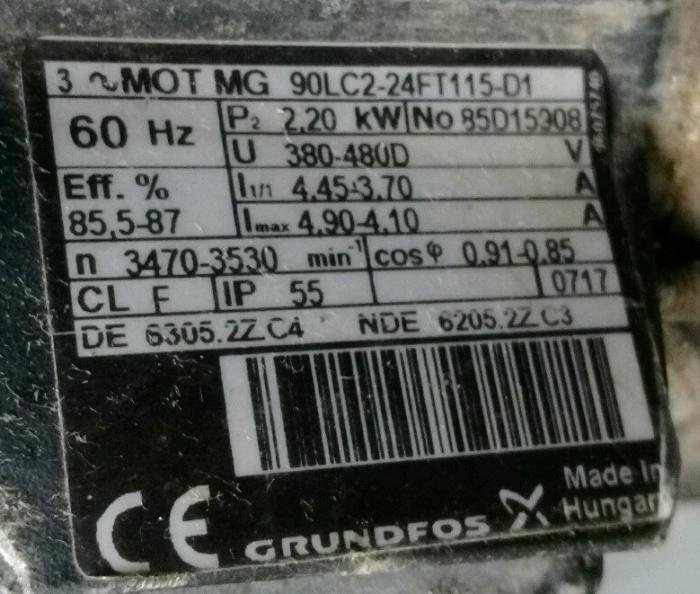 3 ~ MOT MG 90LC2-24FT115-D1
60 Hz
P₂ 2,20 kW No 85D15908
U 380-480D V
Eff. %
85,5-87
I₁/₁ 4,45-3,70 A
Imax 4,90-4,10 A
n 3470-3530 min⁻¹ cosφ 0,91-0,85
CL F IP 55 0717
DE 6305.2Z.C4 NDE 6205.2Z.C3
CE GRUNDFOS
Made In
Hungar